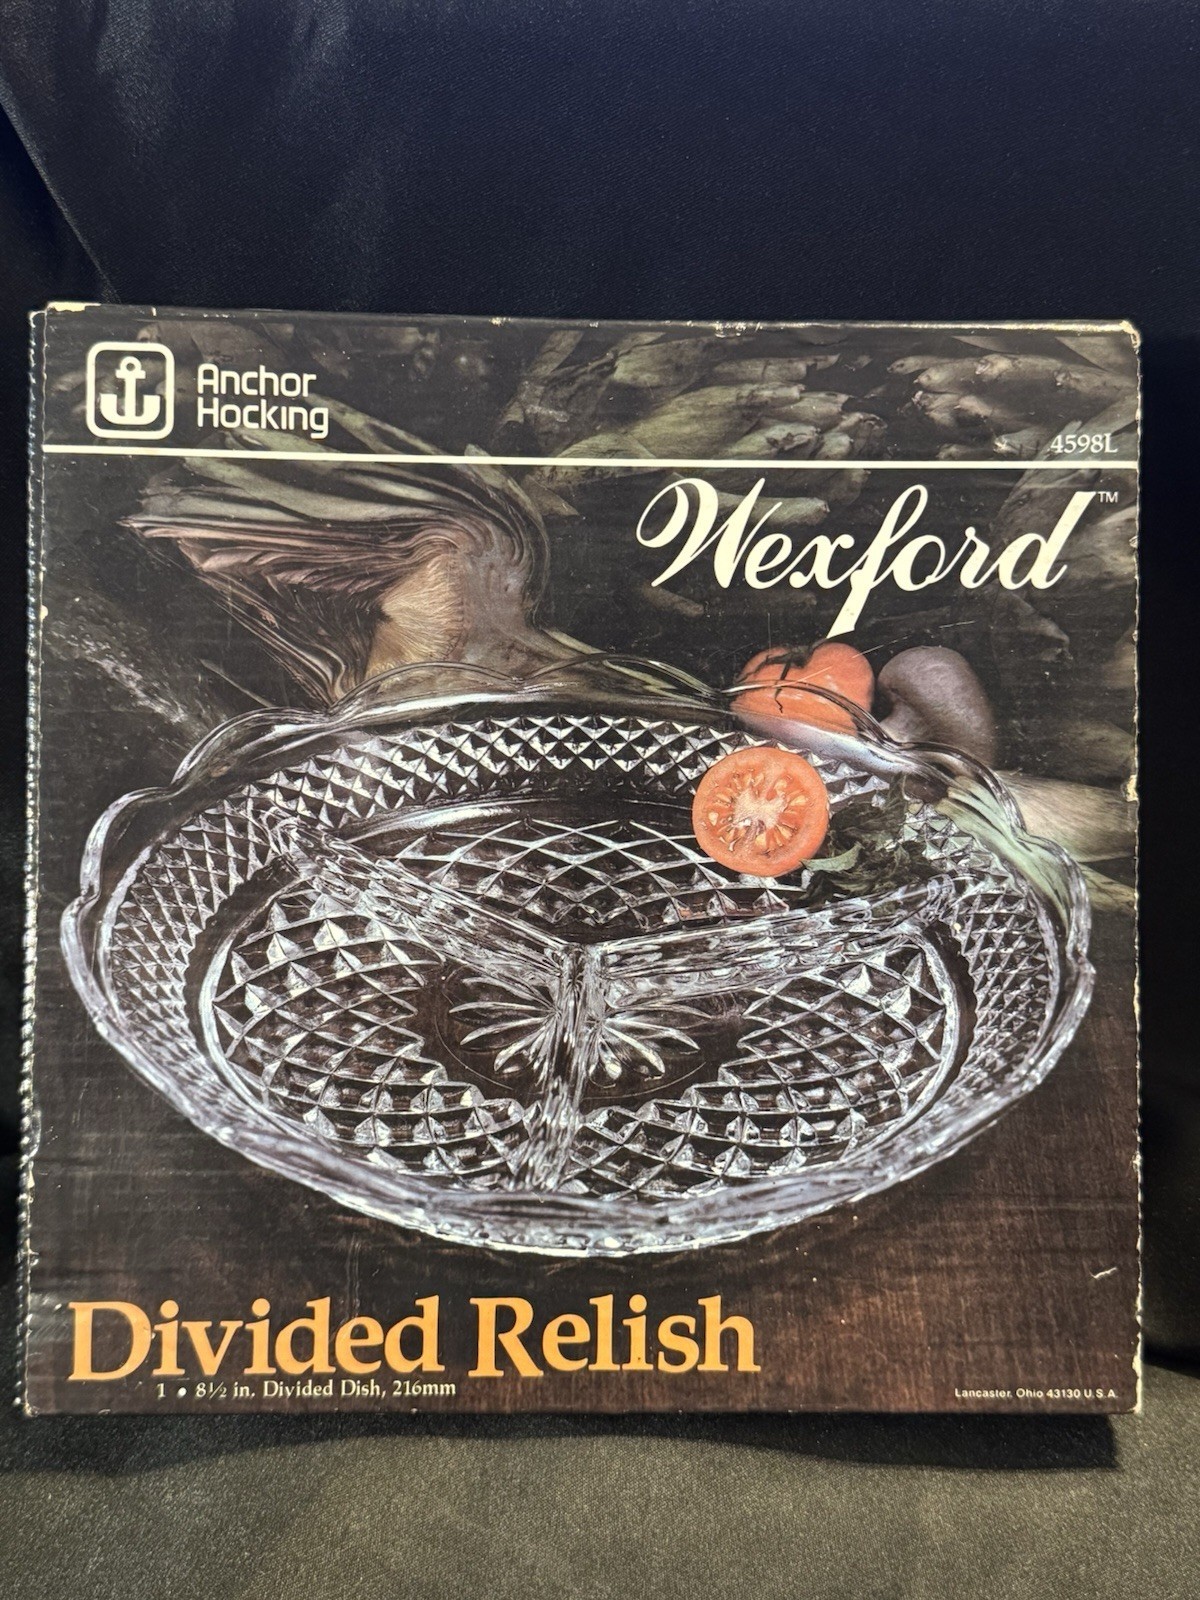 Anchor
Hocking
4598L
Wexford™
Divided Relish
1 • 8½ in. Divided Dish, 216mm
Lancaster, Ohio 43130 U.S.A.